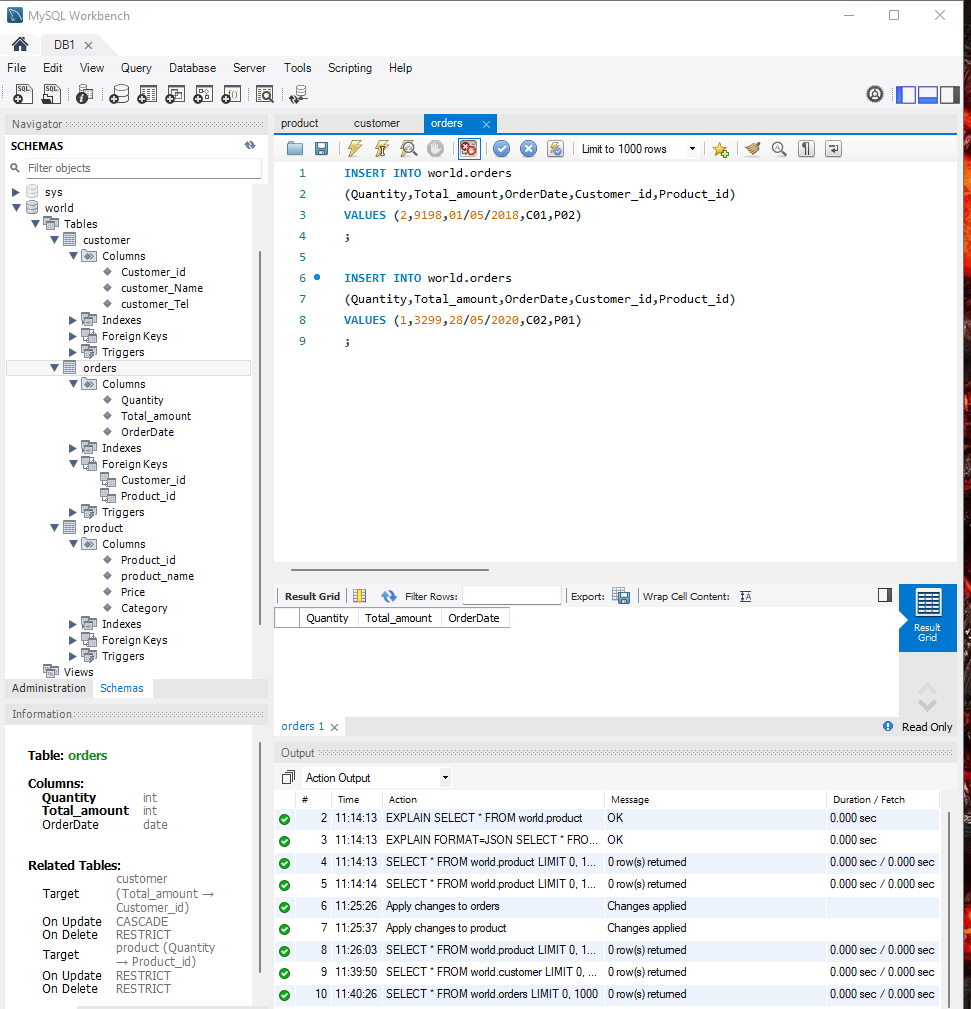 MySQL Workbench
DB1
File Edit View Query Database Server Tools Scripting Help
Navigator
SCHEMAS
Filter objects
sys
world
Tables
customer
Columns
Customer_id
customer_Name
customer_Tel
Indexes
Foreign Keys
Triggers
orders
Columns
Quantity
Total_amount
OrderDate
Indexes
Foreign Keys
Customer_id
Product_id
Triggers
product
Columns
Product_id
product_name
Price
Category
Indexes
Foreign Keys
Triggers
Views
Administration Schemas
Information
Table: orders
Columns:
Quantity int
Total_amount int
OrderDate date
Related Tables:
Target customer (Total_amount → Customer_id)
On Update CASCADE
On Delete RESTRICT
Target product (Quantity → Product_id)
On Update RESTRICT
On Delete RESTRICT
product customer orders
Limit to 1000 rows
1 INSERT INTO world.orders
2 (Quantity,Total_amount,OrderDate,Customer_id,Product_id)
3 VALUES (2,9198,01/05/2018,C01,P02)
4 ;
5
6 INSERT INTO world.orders
7 (Quantity,Total_amount,OrderDate,Customer_id,Product_id)
8 VALUES (1,3299,28/05/2020,C02,P01)
9 ;
Result Grid Filter Rows: Export: Wrap Cell Content:
Quantity Total_amount OrderDate
Result Grid
orders 1
Read Only
Output
Action Output
# Time Action Message Duration / Fetch
2 11:14:13 EXPLAIN SELECT * FROM world.product OK 0.000 sec
3 11:14:13 EXPLAIN FORMAT=JSON SELECT * FRO... OK 0.000 sec
4 11:14:13 SELECT * FROM world.product LIMIT 0, 1... 0 row(s) returned 0.000 sec / 0.000 sec
5 11:14:14 SELECT * FROM world.product LIMIT 0, 1... 0 row(s) returned 0.000 sec / 0.000 sec
6 11:25:26 Apply changes to orders Changes applied
7 11:25:37 Apply changes to product Changes applied
8 11:26:03 SELECT * FROM world.product LIMIT 0, 1... 0 row(s) returned 0.000 sec / 0.000 sec
9 11:39:50 SELECT * FROM world.customer LIMIT 0, ... 0 row(s) returned 0.000 sec / 0.000 sec
10 11:40:26 SELECT * FROM world.orders LIMIT 0, 1000 0 row(s) returned 0.000 sec / 0.000 sec